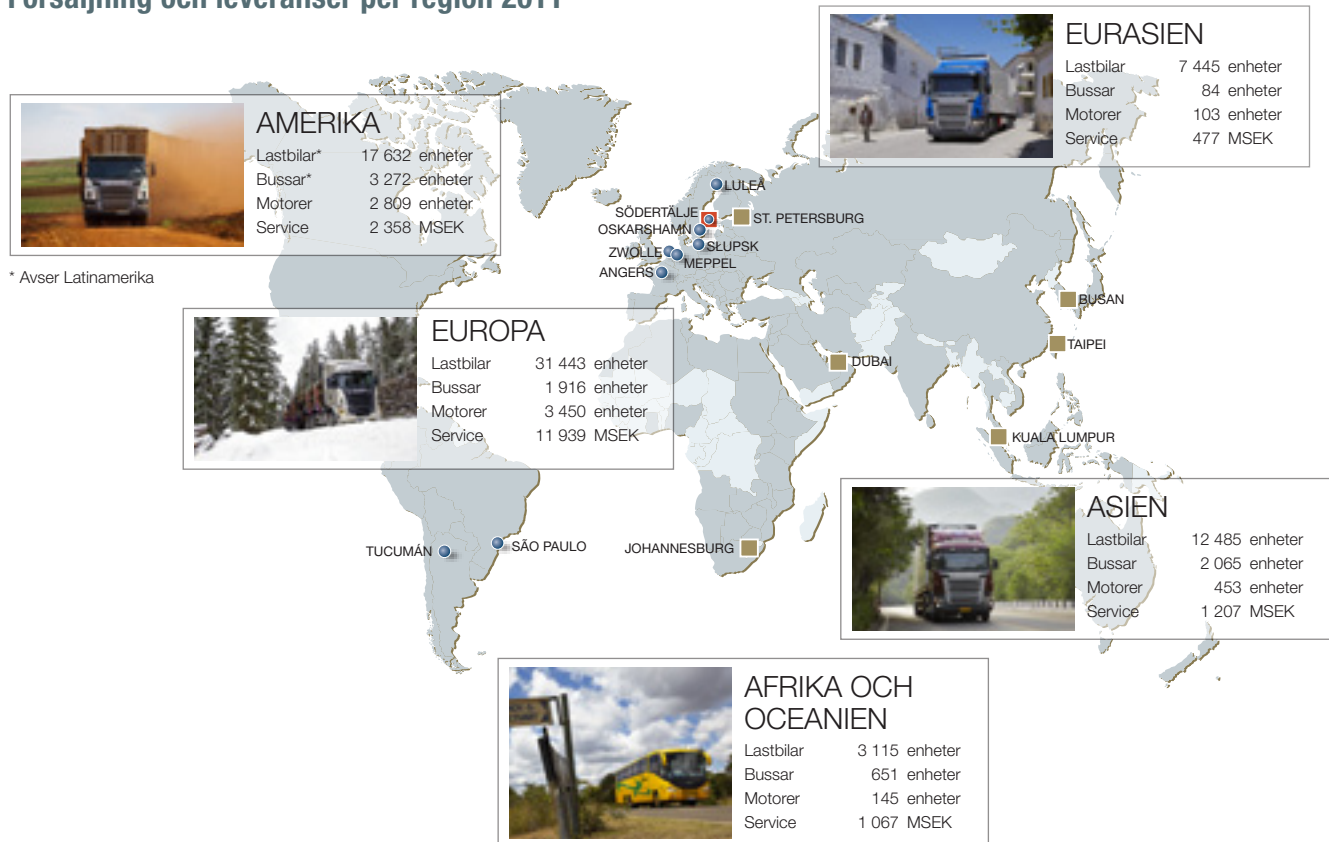 Försäljning och leveranser per region 2011
EURASIEN
Lastbilar 7 445 enheter
Bussar 84 enheter
Motorer 103 enheter
Service 477 MSEK
AMERIKA
Lastbilar* 17 632 enheter
Bussar* 3 272 enheter
Motorer 2 809 enheter
Service 2 358 MSEK
* Avser Latinamerika
LULEÅ
SÖDERTÄLJE
ST. PETERSBURG
OSKARSHAMN
SŁUPSK
ZWOLLE
MEPPEL
ANGERS
BUSAN
TAIPEI
DUBAI
KUALA LUMPUR
EUROPA
Lastbilar 31 443 enheter
Bussar 1 916 enheter
Motorer 3 450 enheter
Service 11 939 MSEK
TUCUMÁN
SÃO PAULO
JOHANNESBURG
ASIEN
Lastbilar 12 485 enheter
Bussar 2 065 enheter
Motorer 453 enheter
Service 1 207 MSEK
AFRIKA OCH
OCEANIEN
Lastbilar 3 115 enheter
Bussar 651 enheter
Motorer 145 enheter
Service 1 067 MSEK